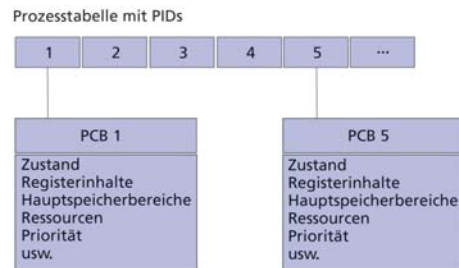 Prozesstabelle mit PIDs
1 2 3 4 5 ...
PCB 1
Zustand
Registerinhalte
Hauptspeicherbereiche
Ressourcen
Priorität
usw.
PCB 5
Zustand
Registerinhalte
Hauptspeicherbereiche
Ressourcen
Priorität
usw.